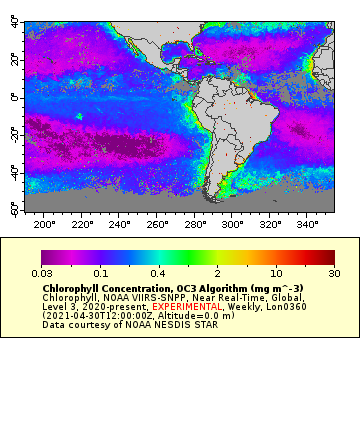 40°
20°
0°
-20°
-40°
-60°
200° 220° 240° 260° 280° 300° 320° 340°
0.03 0.1 0.4 2 10 30
Chlorophyll Concentration, OC3 Algorithm (mg m^-3)
Chlorophyll, NOAA VIIRS-SNPP, Near Real-Time, Global,
Level 3, 2020-present, EXPERIMENTAL, Weekly, Lon0360
(2021-04-30T12:00:00Z, Altitude=0.0 m)
Data courtesy of NOAA NESDIS STAR